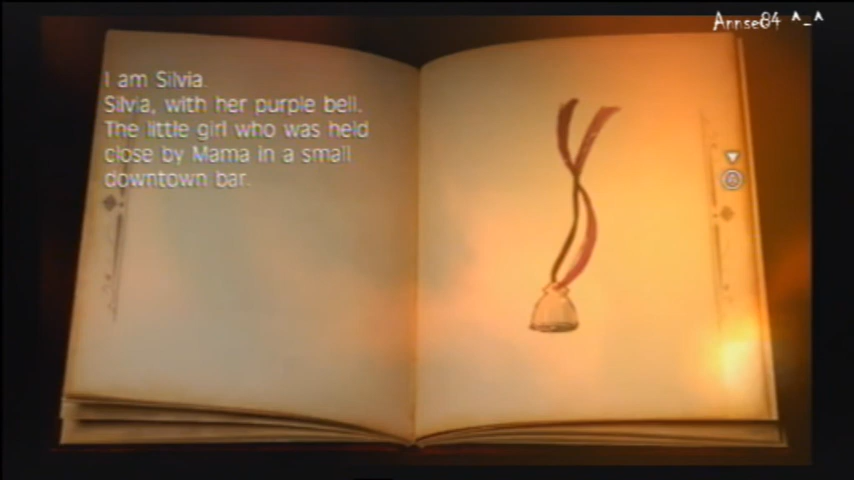 Annse84 ^_^
I am Silvia.
Silvia, with her purple bell.
The little girl who was held
close by Mama in a small
downtown bar.
A